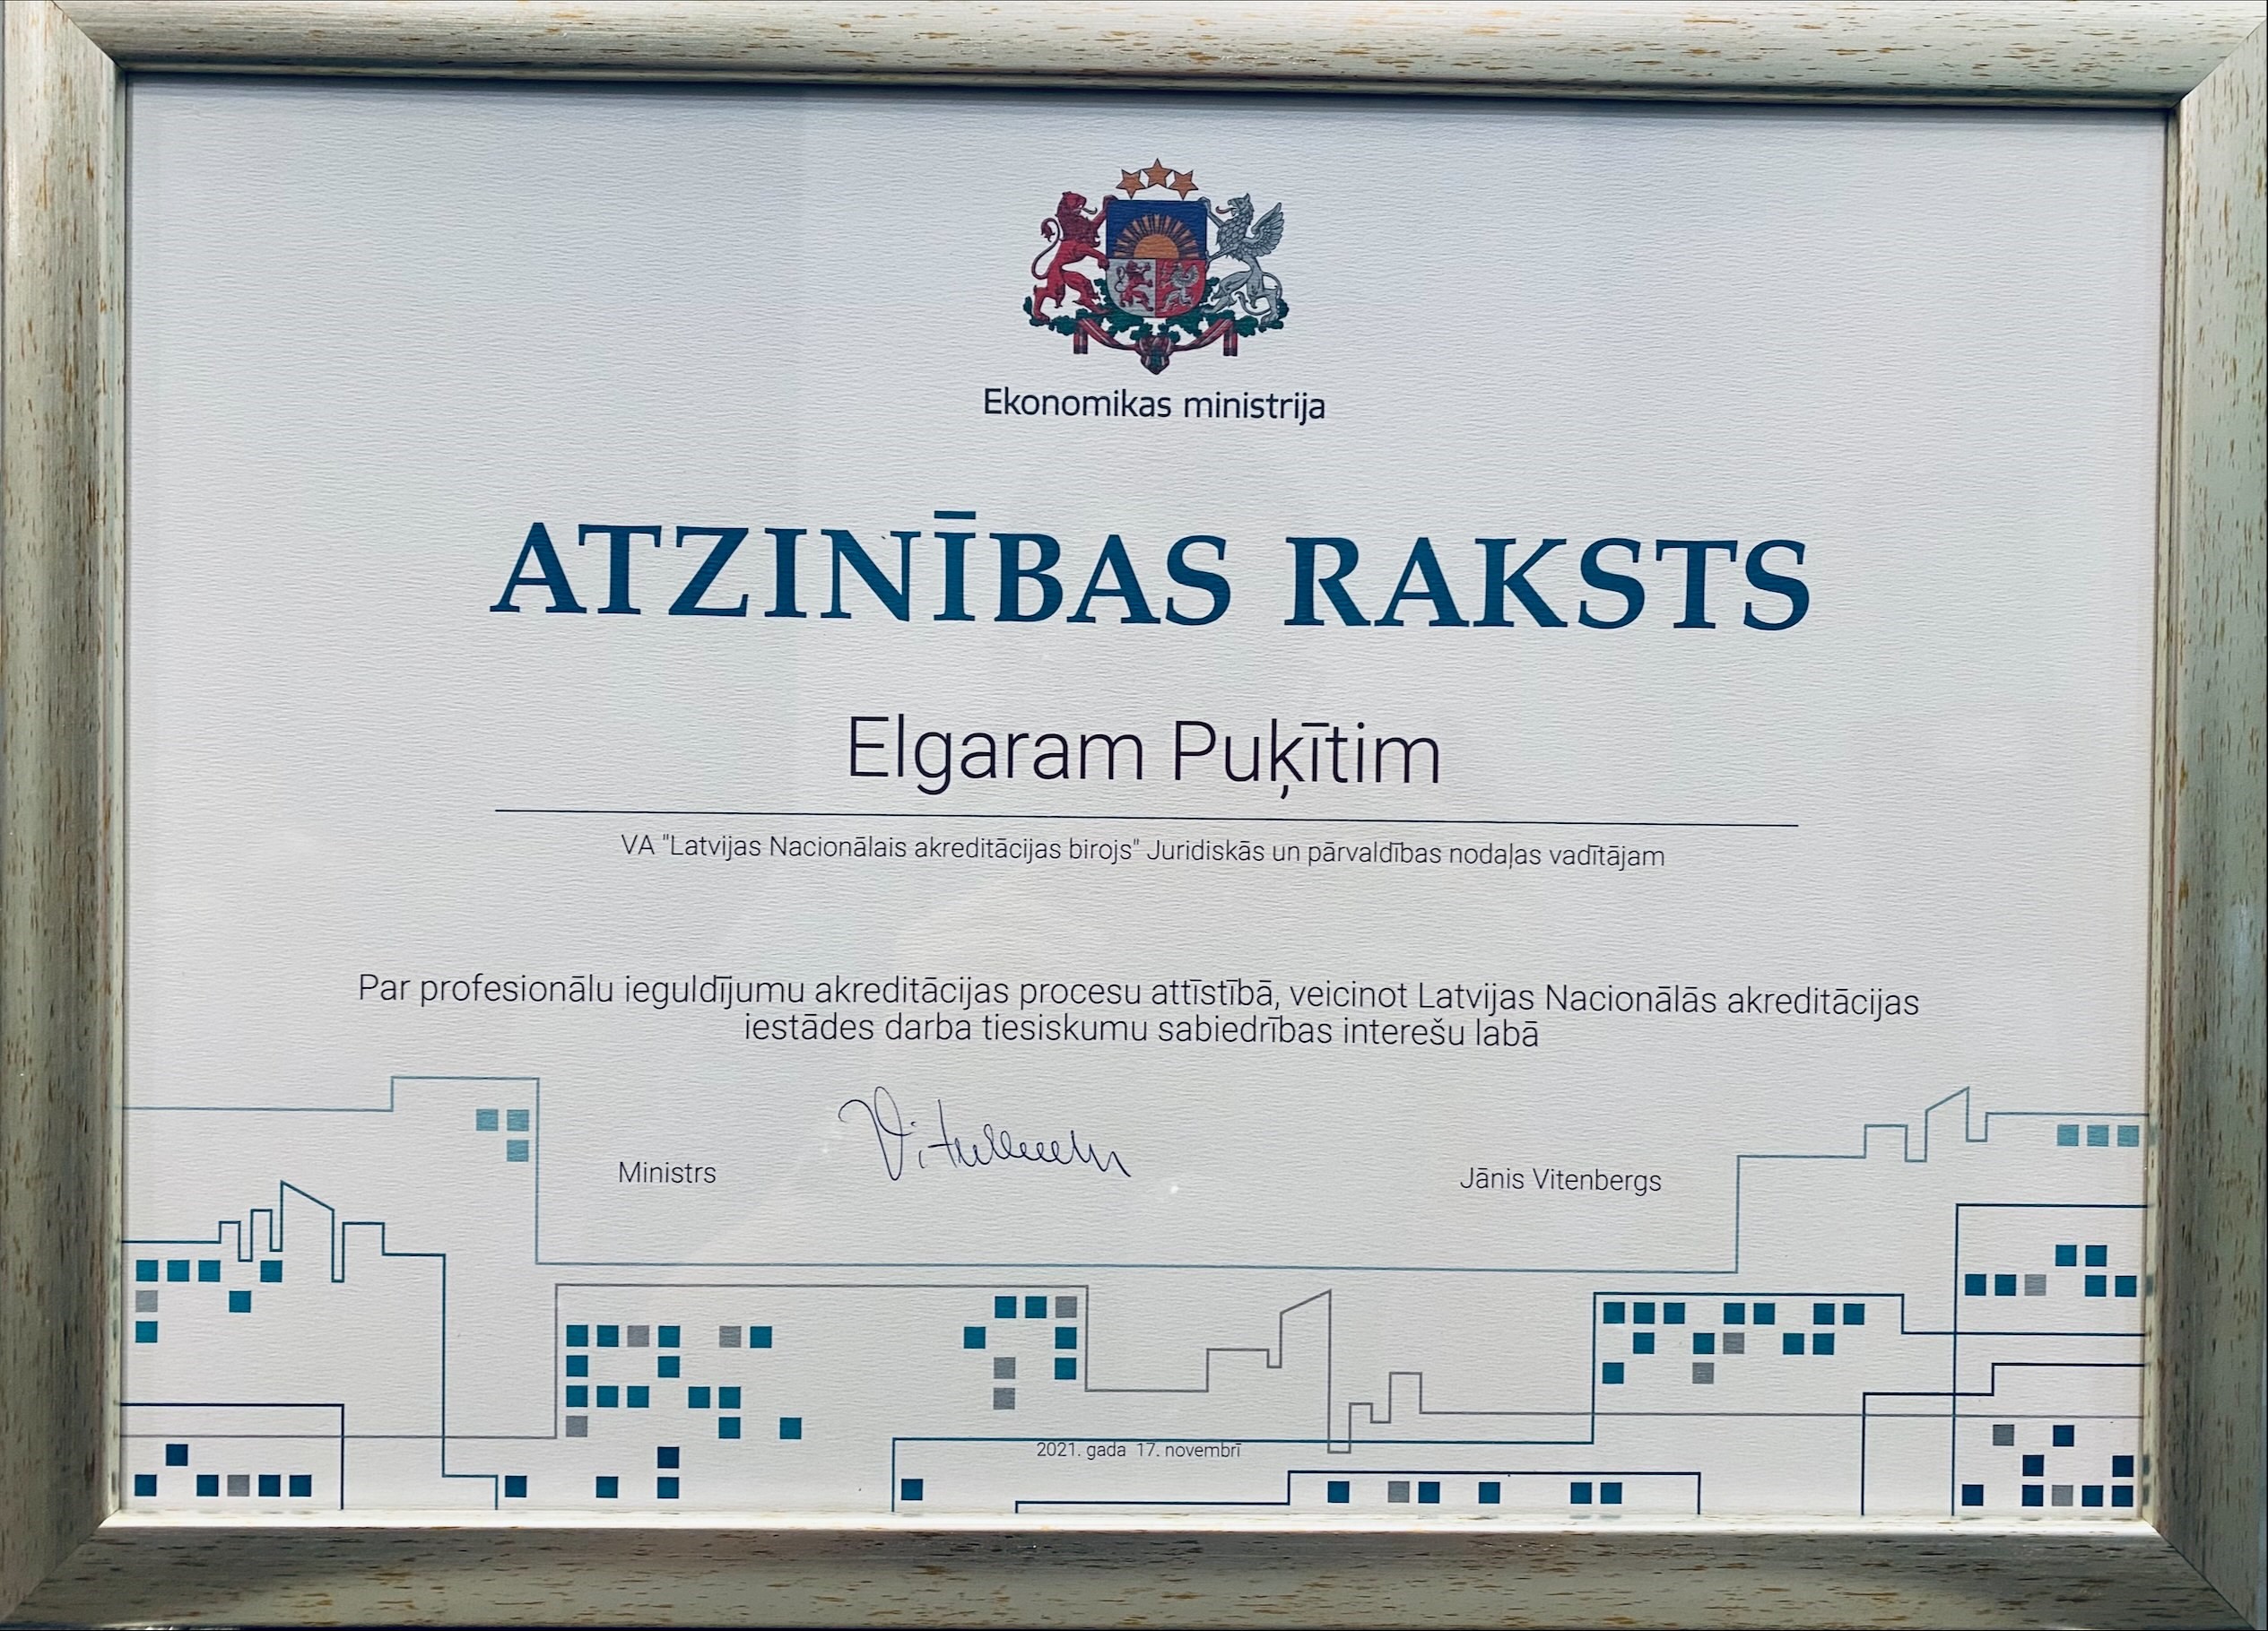 Ekonomikas ministrija
ATZINĪBAS RAKSTS
Elgaram Puķītim
VA "Latvijas Nacionālais akreditācijas birojs" Juridiskās un pārvaldības nodaļas vadītājam
Par profesionālu ieguldījumu akreditācijas procesu attīstībā, veicinot Latvijas Nacionālās akreditācijas
iestādes darba tiesiskumu sabiedrības interešu labā
Ministrs Jānis Vitenbergs
2021. gada 17. novembrī